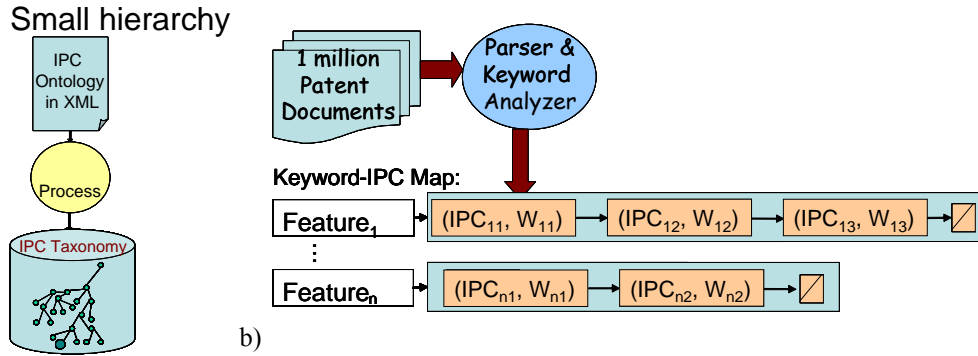 Small hierarchy
IPC
Ontology
in XML
Process
IPC Taxonomy
1 million
Patent
Documents
Parser &
Keyword
Analyzer
Keyword-IPC Map:
Feature₁
(IPC₁₁, W₁₁)
(IPC₁₂, W₁₂)
(IPC₁₃, W₁₃)
⋮
Featureₙ
(IPCₙ₁, Wₙ₁)
(IPCₙ₂, Wₙ₂)
b)